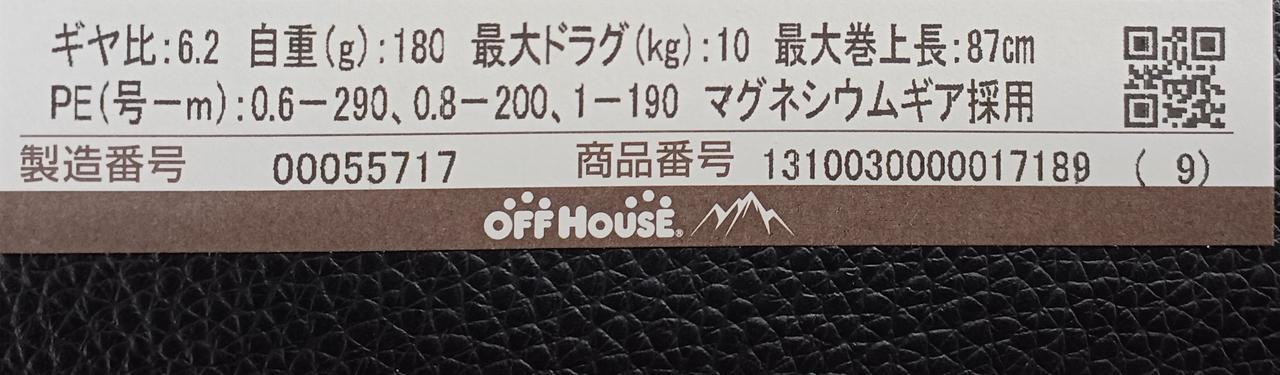 ギヤ比:6.2 自重(g):180 最大ドラグ(kg):10 最大巻上長:87cm
PE(号ー m):0.6ー290、0.8ー200、1ー190 マグネシウムギア採用
製造番号 00055717 商品番号 1310030000017189 ( 9)
OFF HOUSE®